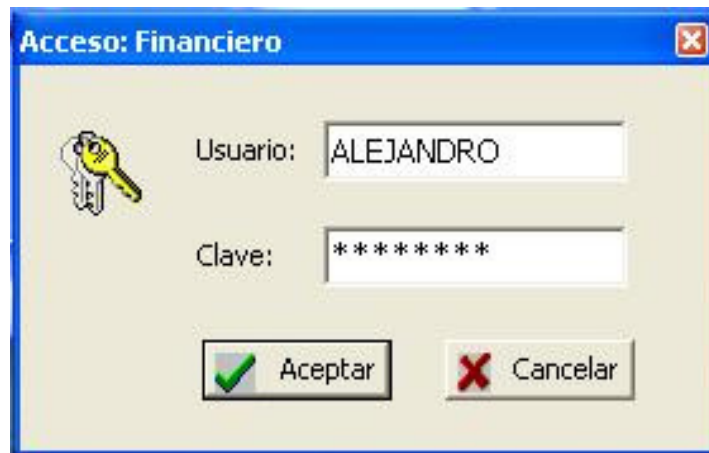 Acceso: Financiero
Usuario: ALEJANDRO
Clave: ********
Aceptar Cancelar